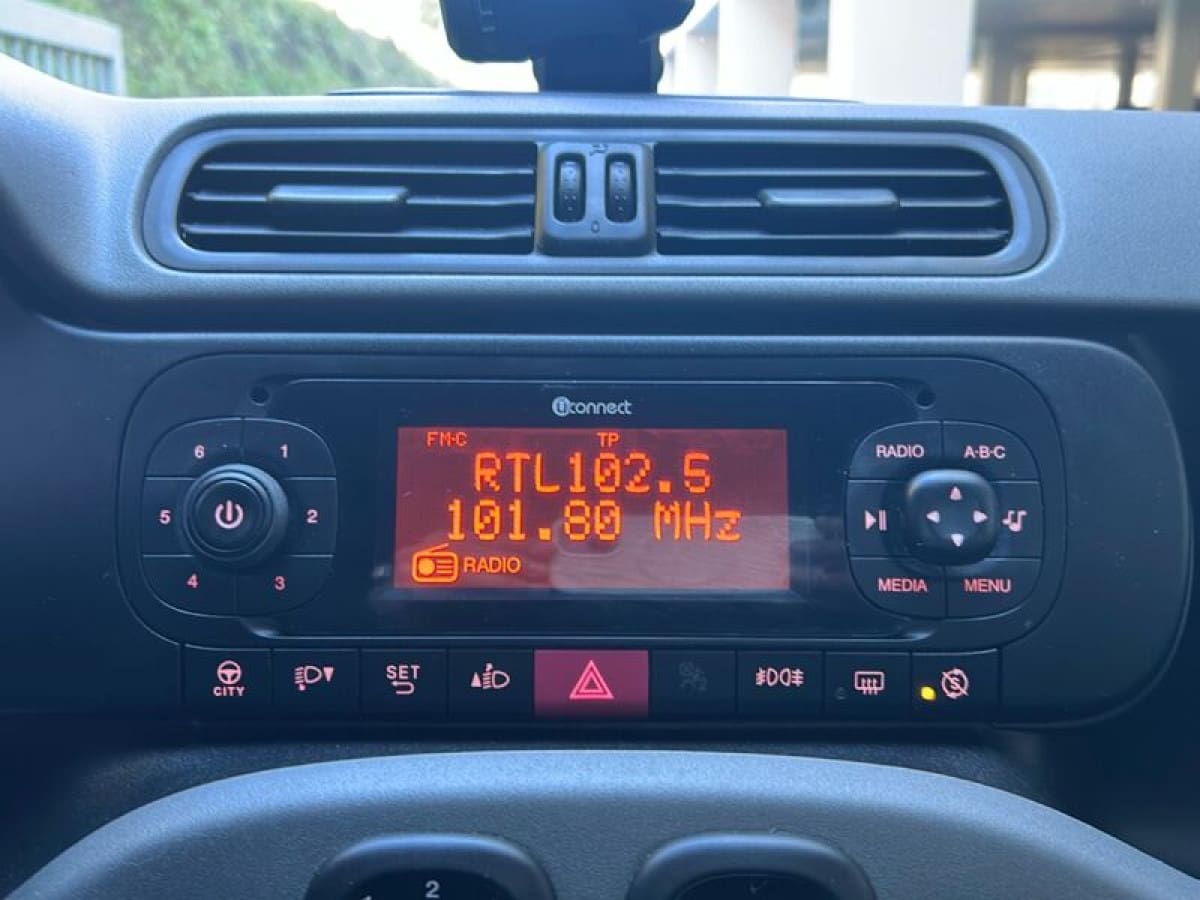 uconnect
FM-C TP
RTL102.5
101.80 MHz
RADIO
6 1
5 2
4 3
RADIO A-B-C
MEDIA MENU
CITY
SET
2